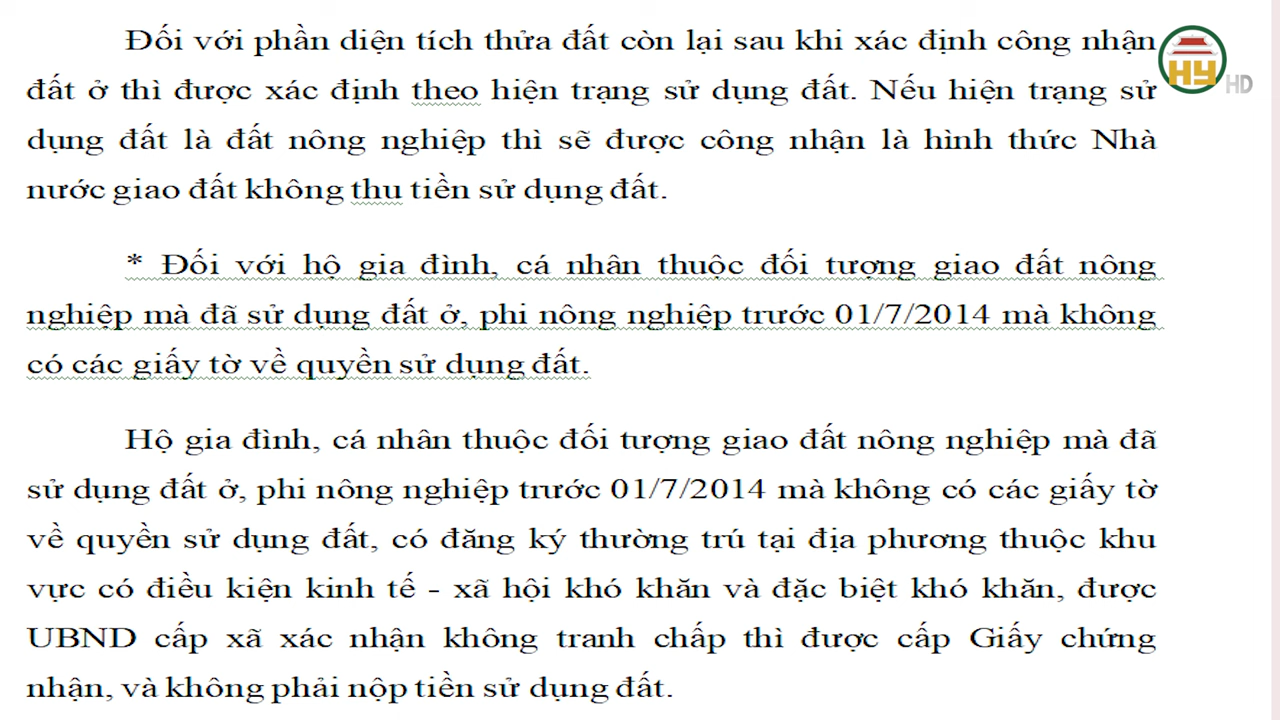 Đối với phần diện tích thửa đất còn lại sau khi xác định công nhận
đất ở thì được xác định theo hiện trạng sử dụng đất. Nếu hiện trạng sử
dụng đất là đất nông nghiệp thì sẽ được công nhận là hình thức Nhà
nước giao đất không thu tiền sử dụng đất.
* Đối với hộ gia đình, cá nhân thuộc đối tượng giao đất nông
nghiệp mà đã sử dụng đất ở, phi nông nghiệp trước 01/7/2014 mà không
có các giấy tờ về quyền sử dụng đất.
Hộ gia đình, cá nhân thuộc đối tượng giao đất nông nghiệp mà đã
sử dụng đất ở, phi nông nghiệp trước 01/7/2014 mà không có các giấy tờ
về quyền sử dụng đất, có đăng ký thường trú tại địa phương thuộc khu
vực có điều kiện kinh tế - xã hội khó khăn và đặc biệt khó khăn, được
UBND cấp xã xác nhận không tranh chấp thì được cấp Giấy chứng
nhận, và không phải nộp tiền sử dụng đất.
HY
HD